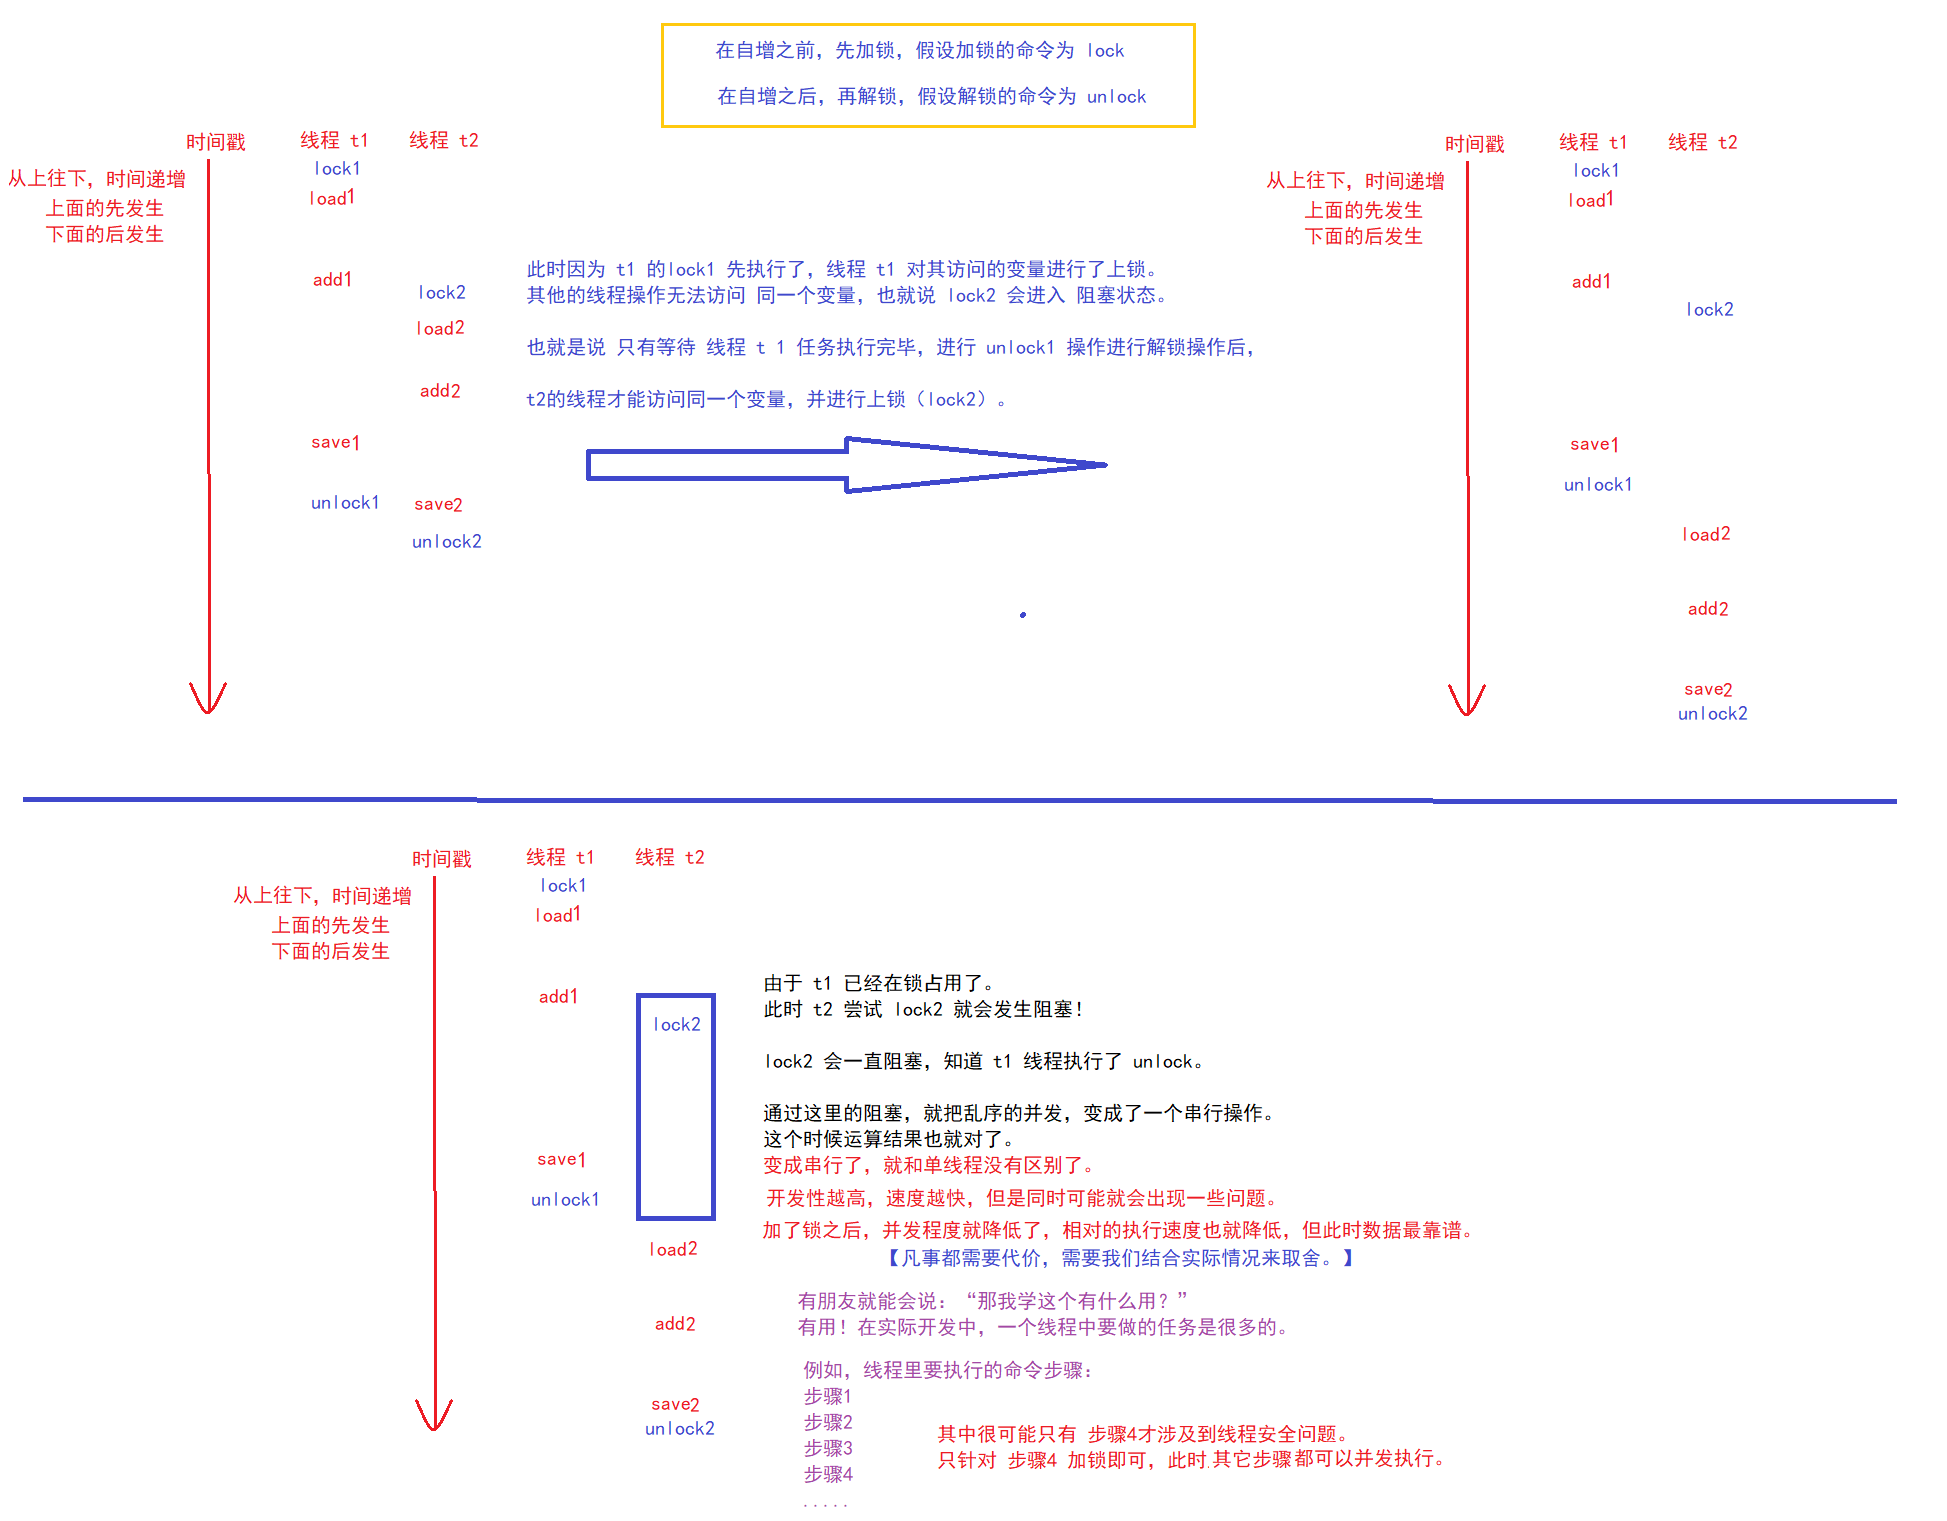 在自增之前，先加锁，假设加锁的命令为 lock
在自增之后，再解锁，假设解锁的命令为 unlock
时间戳
线程 t1
线程 t2
从上往下，时间递增
上面的先发生
下面的后发生
lock1
load1
add1
lock2
load2
add2
save1
unlock1
save2
unlock2
此时因为 t1 的lock1 先执行了，线程 t1 对其访问的变量进行了上锁。
其他的线程操作无法访问 同一个变量，也就说 lock2 会进入 阻塞状态。
也就是说 只有等待 线程 t 1 任务执行完毕，进行 unlock1 操作进行解锁操作后，
t2的线程才能访问同一个变量，并进行上锁（lock2）。
时间戳
线程 t1
线程 t2
从上往下，时间递增
上面的先发生
下面的后发生
lock1
load1
add1
lock2
save1
unlock1
load2
add2
save2
unlock2
时间戳
线程 t1
线程 t2
从上往下，时间递增
上面的先发生
下面的后发生
lock1
load1
add1
lock2
save1
unlock1
load2
add2
save2
unlock2
由于 t1 已经在锁占用了。
此时 t2 尝试 lock2 就会发生阻塞！
lock2 会一直阻塞，知道 t1 线程执行了 unlock。
通过这里的阻塞，就把乱序的并发，变成了一个串行操作。
这个时候运算结果也就对了。
变成串行了，就和单线程没有区别了。
开发性越高，速度越快，但是同时可能就会出现一些问题。
加了锁之后，并发程度就降低了，相对的执行速度也就降低，但此时数据最靠谱。
【凡事都需要代价，需要我们结合实际情况来取舍。】
有朋友就能会说：“那我学这个有什么用？”
有用！在实际开发中，一个线程中要做的任务是很多的。
例如，线程里要执行的命令步骤：
步骤1
步骤2
步骤3
步骤4
.....
其中很可能只有 步骤4才涉及到线程安全问题。
只针对 步骤4 加锁即可，此时其它步骤都可以并发执行。